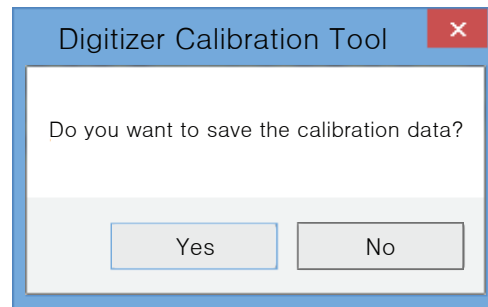 Digitizer Calibration Tool
Do you want to save the calibration data?
Yes
No